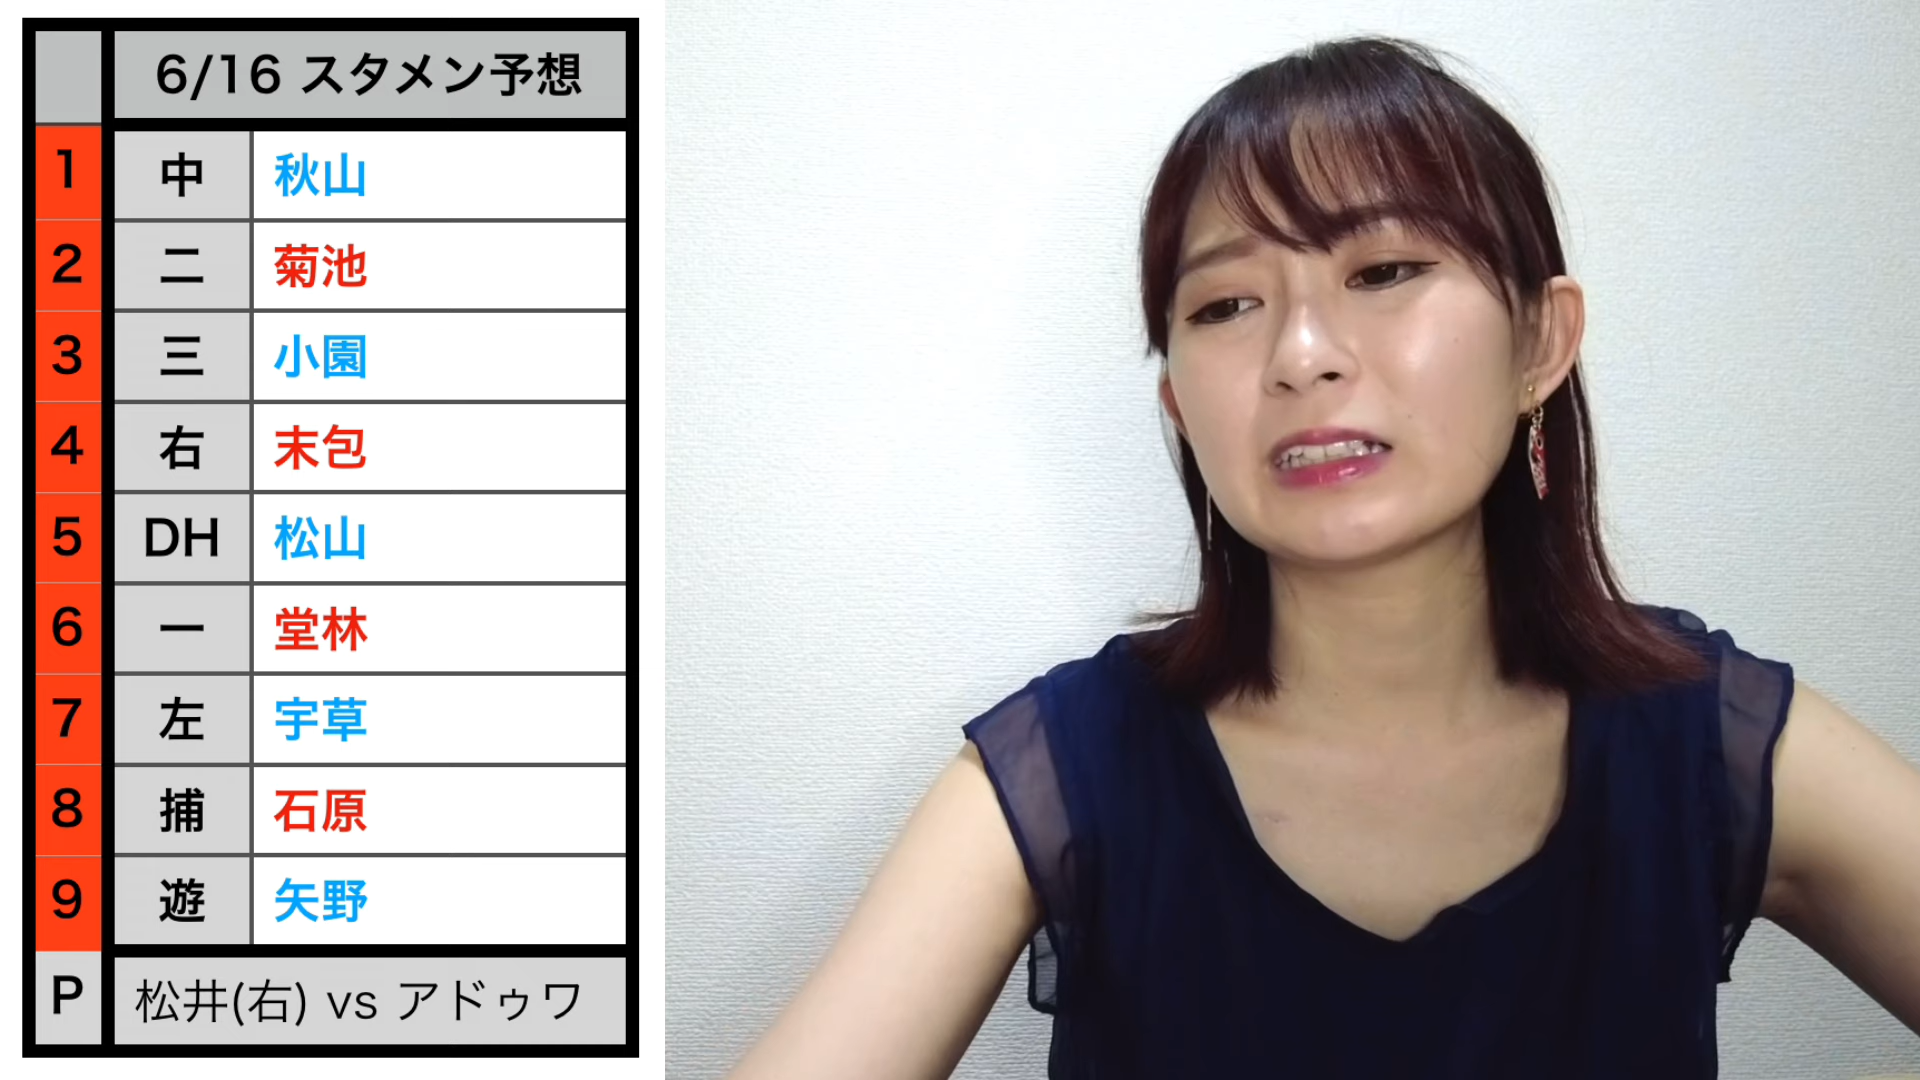 6/16 スタメン予想
1 中 秋山
2 二 菊池
3 三 小園
4 右 末包
5 DH 松山
6 一 堂林
7 左 宇草
8 捕 石原
9 遊 矢野
P 松井(右) vs アドゥワ